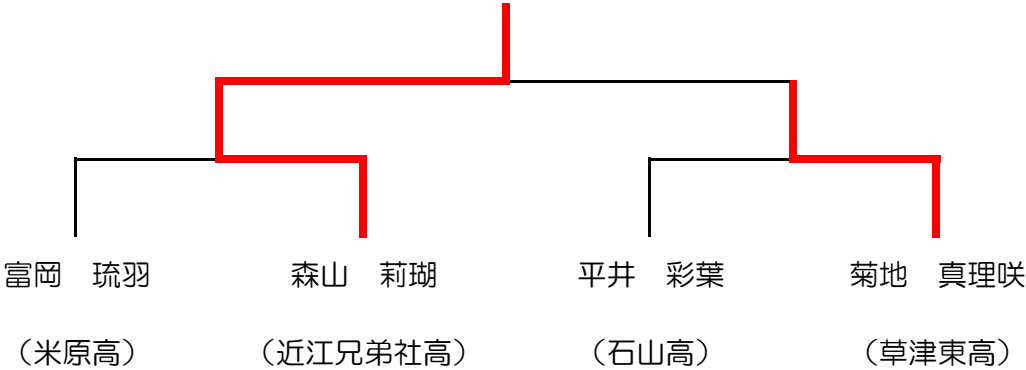 富岡　琉羽　森山　莉瑚　平井　彩葉　菊地　真理咲
（米原高）　（近江兄弟社高）　（石山高）　（草津東高）